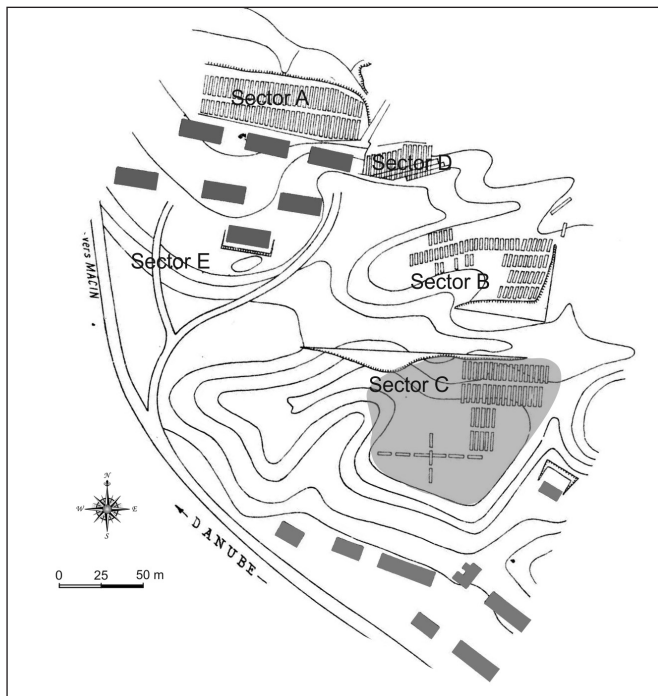 Sector A
Sector D
Sector B
Sector E
-vers MACIN
Sector C
N
W
E
S
DANUBE
0 25 50 m